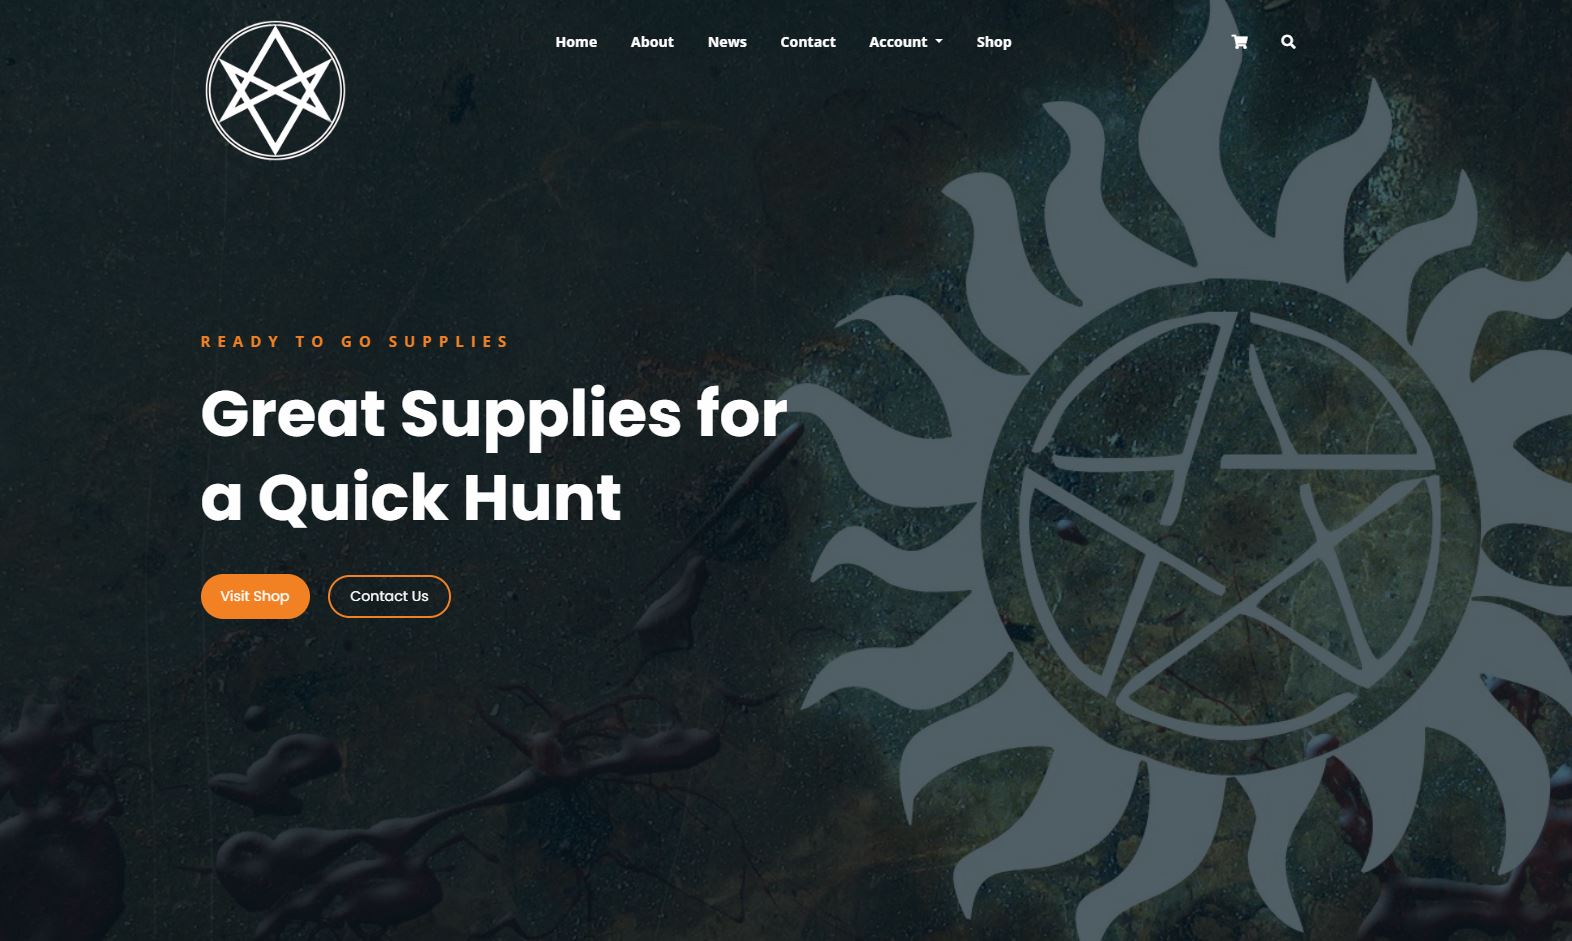 Home About News Contact Account Shop
READY TO GO SUPPLIES
Great Supplies for
a Quick Hunt
Visit Shop Contact Us